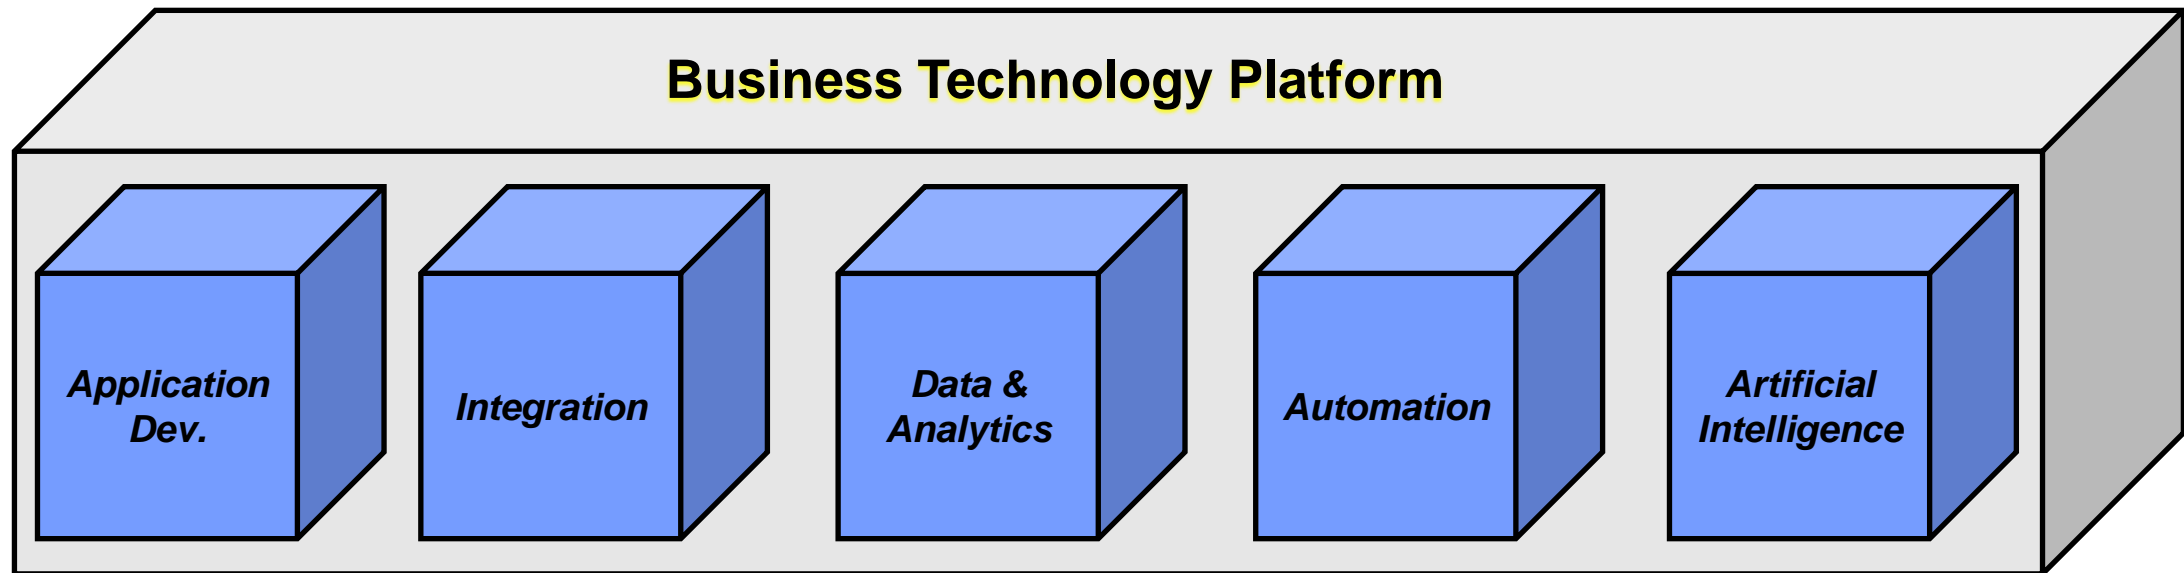 Business Technology Platform
Application
Dev.
Integration
Data &
Analytics
Automation
Artificial
Intelligence